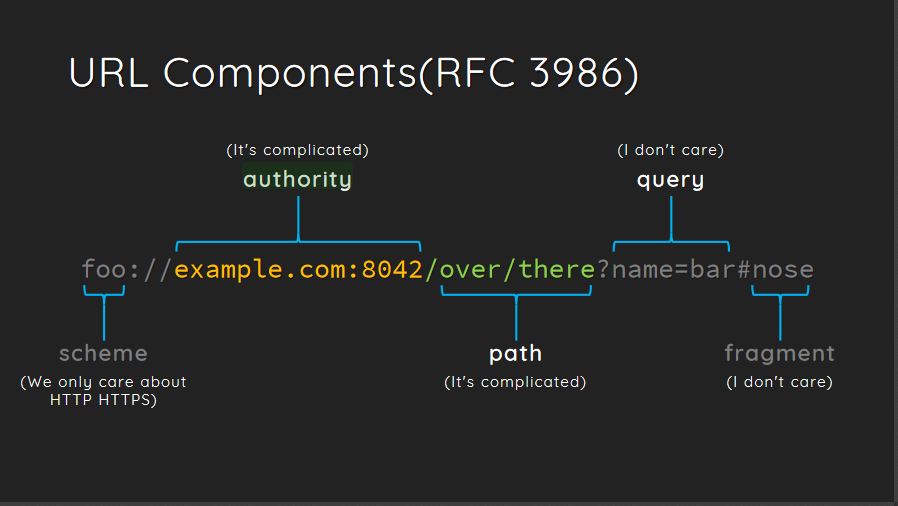 URL Components(RFC 3986)
(It's complicated)
authority
(I don't care)
query
foo://example.com:8042/over/there?name=bar#nose
scheme
(We only care about
HTTP HTTPS)
path
(It's complicated)
fragment
(I don't care)